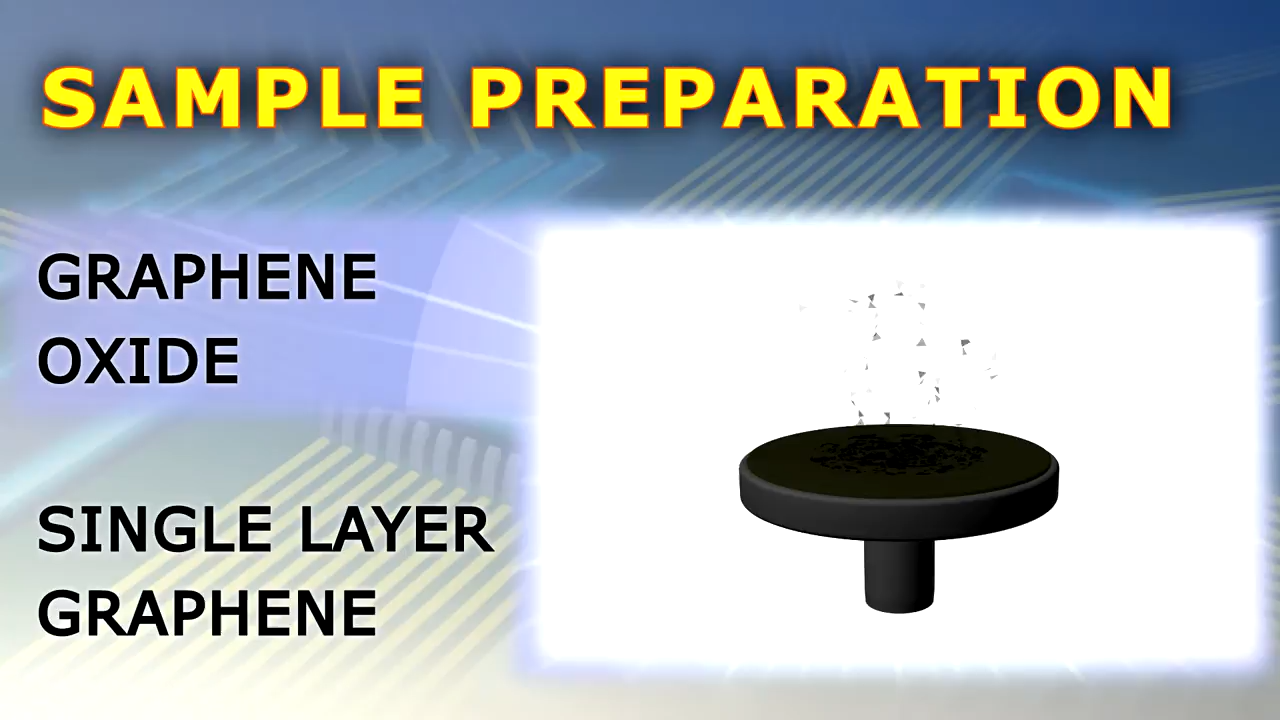 SAMPLE PREPARATION
GRAPHENE
OXIDE
SINGLE LAYER
GRAPHENE